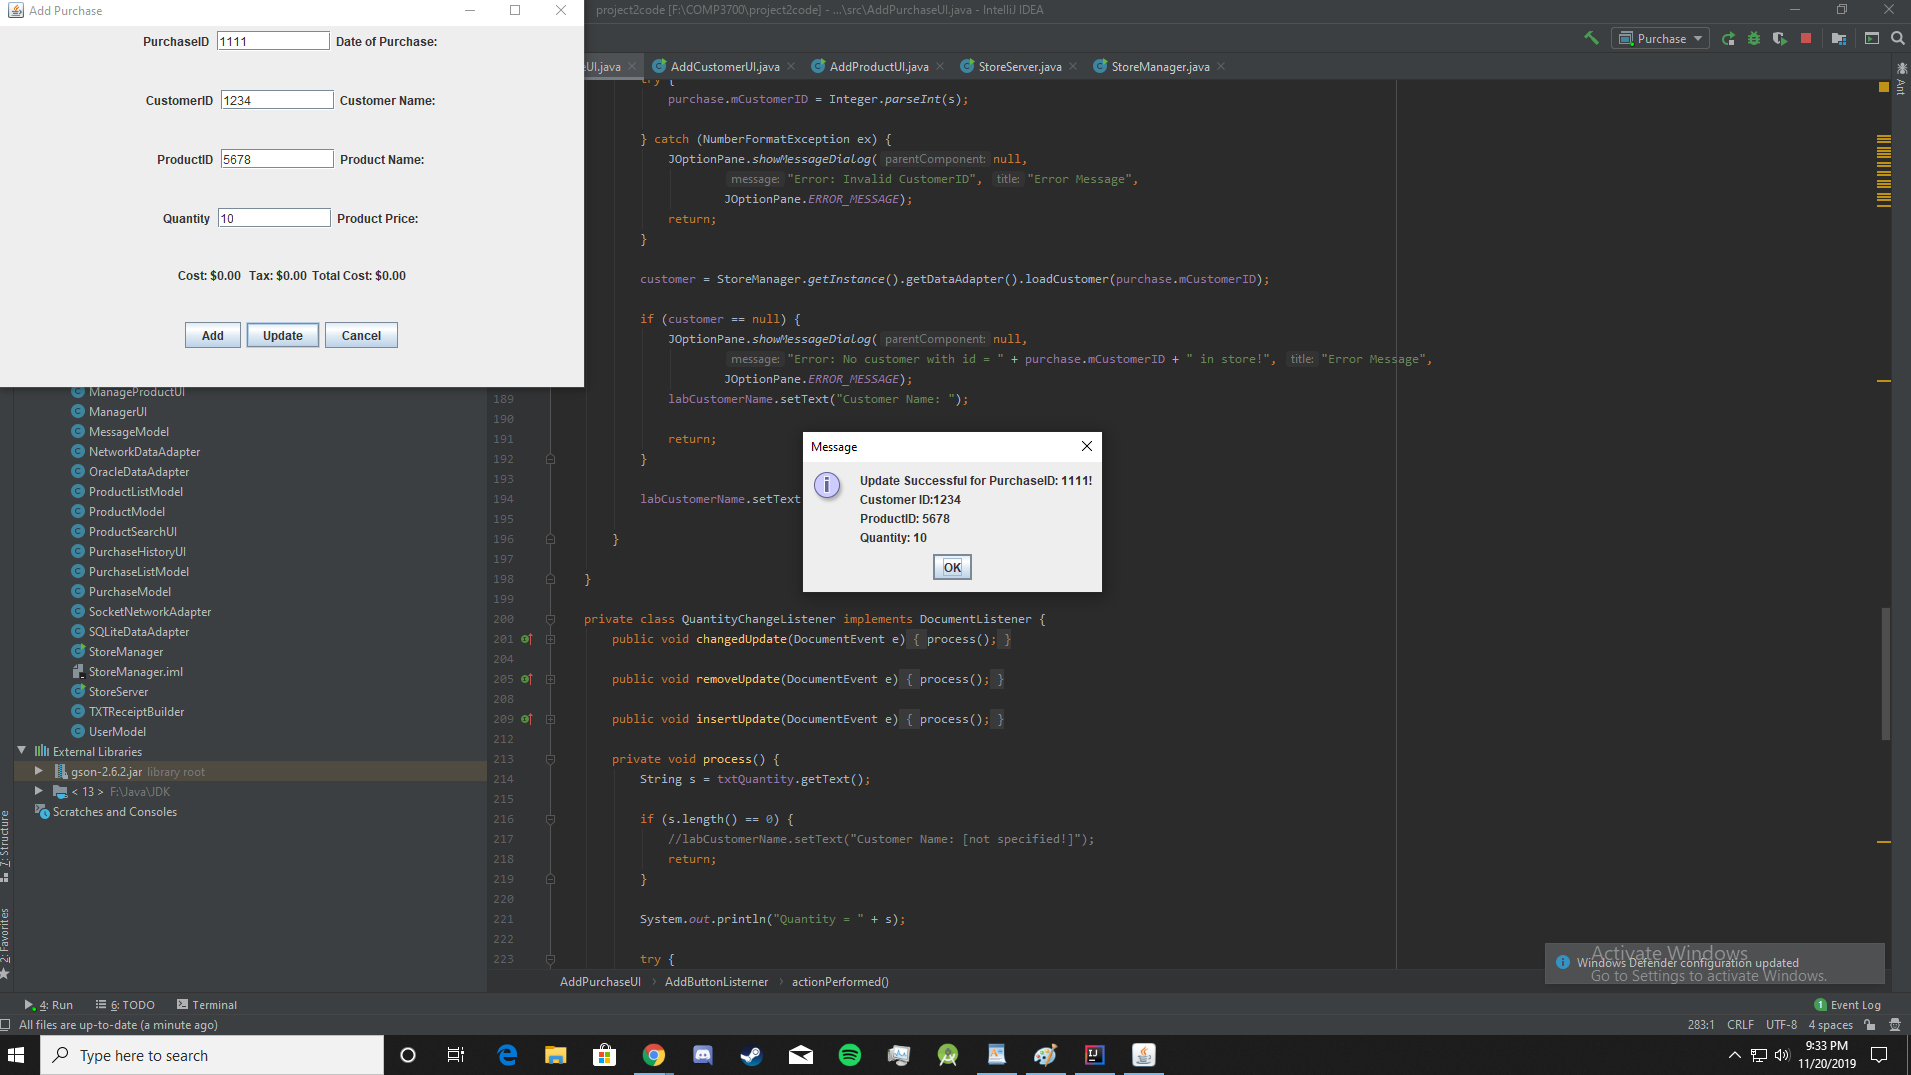 Add Purchase
PurchaseID 1111 Date of Purchase:
CustomerID 1234 Customer Name:
ProductID 5678 Product Name:
Quantity 10 Product Price:
Cost: $0.00 Tax: $0.00 Total Cost: $0.00
Add Update Cancel
project2code [F:\COMP3700\project2code] - ...\src\AddPurchaseUI.java - IntelliJ IDEA
Purchase
eUI.java AddCustomerUI.java AddProductUI.java StoreServer.java StoreManager.java
Ant
try {
purchase.mCustomerID = Integer.parseInt(s);
} catch (NumberFormatException ex) {
JOptionPane.showMessageDialog( parentComponent: null,
message: "Error: Invalid CustomerID", title: "Error Message",
JOptionPane.ERROR_MESSAGE);
return;
}
customer = StoreManager.getInstance().getDataAdapter().loadCustomer(purchase.mCustomerID);
if (customer == null) {
JOptionPane.showMessageDialog( parentComponent: null,
message: "Error: No customer with id = " + purchase.mCustomerID + " in store!", title: "Error Message",
JOptionPane.ERROR_MESSAGE);
189 labCustomerName.setText("Customer Name: ");
190
191 return;
192 }
193
194 labCustomerName.setText
195
196 }
197
198 }
199
200 private class QuantityChangeListener implements DocumentListener {
201 public void changedUpdate(DocumentEvent e) { process(); }
204
205 public void removeUpdate(DocumentEvent e) { process(); }
208
209 public void insertUpdate(DocumentEvent e) { process(); }
212
213 private void process() {
214 String s = txtQuantity.getText();
215
216 if (s.length() == 0) {
217 //labCustomerName.setText("Customer Name: [not specified!]");
218 return;
219 }
220
221 System.out.println("Quantity = " + s);
222
223 try {
Message
Update Successful for PurchaseID: 1111!
Customer ID:1234
ProductID: 5678
Quantity: 10
OK
ManageProductUI
ManagerUI
MessageModel
NetworkDataAdapter
OracleDataAdapter
ProductListModel
ProductModel
ProductSearchUI
PurchaseHistoryUI
PurchaseListModel
PurchaseModel
SocketNetworkAdapter
SQLiteDataAdapter
StoreManager
StoreManager.iml
StoreServer
TXTReceiptBuilder
UserModel
External Libraries
gson-2.6.2.jar library root
< 13 > F:\Java\JDK
Scratches and Consoles
7: Structure
2: Favorites
Activate Windows
Windows Defender configuration updated
Go to Settings to activate Windows.
AddPurchaseUI AddButtonListerner actionPerformed()
4: Run 6: TODO Terminal
1 Event Log
All files are up-to-date (a minute ago)
283:1 CRLF UTF-8 4 spaces
Type here to search
9:33 PM
11/20/2019